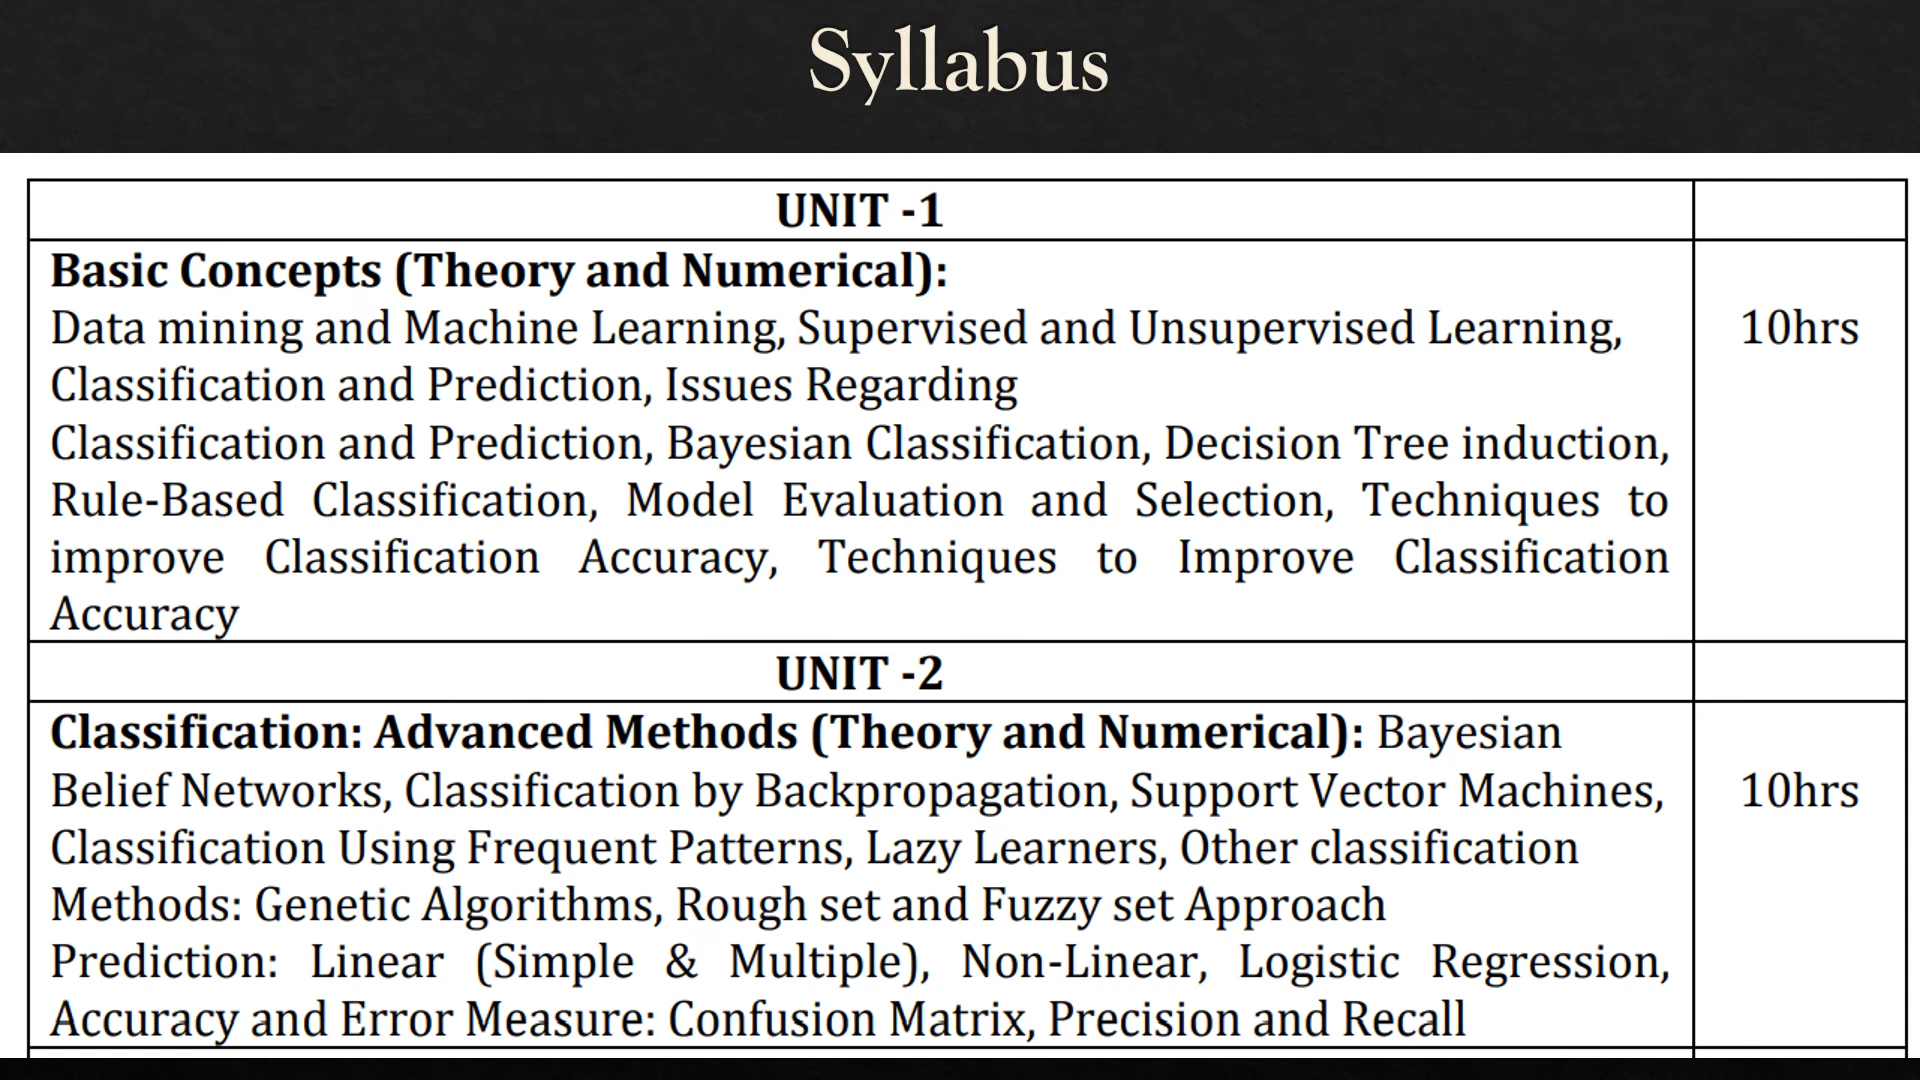 Syllabus
UNIT -1
Basic Concepts (Theory and Numerical):
Data mining and Machine Learning, Supervised and Unsupervised Learning,
10hrs
Classification and Prediction, Issues Regarding
Classification and Prediction, Bayesian Classification, Decision Tree induction,
Rule-Based Classification, Model Evaluation and Selection, Techniques to
improve Classification Accuracy, Techniques to Improve Classification
Accuracy
UNIT -2
Classification: Advanced Methods (Theory and Numerical): Bayesian
Belief Networks, Classification by Backpropagation, Support Vector Machines,
10hrs
Classification Using Frequent Patterns, Lazy Learners, Other classification
Methods: Genetic Algorithms, Rough set and Fuzzy set Approach
Prediction: Linear (Simple & Multiple), Non-Linear, Logistic Regression,
Accuracy and Error Measure: Confusion Matrix, Precision and Recall